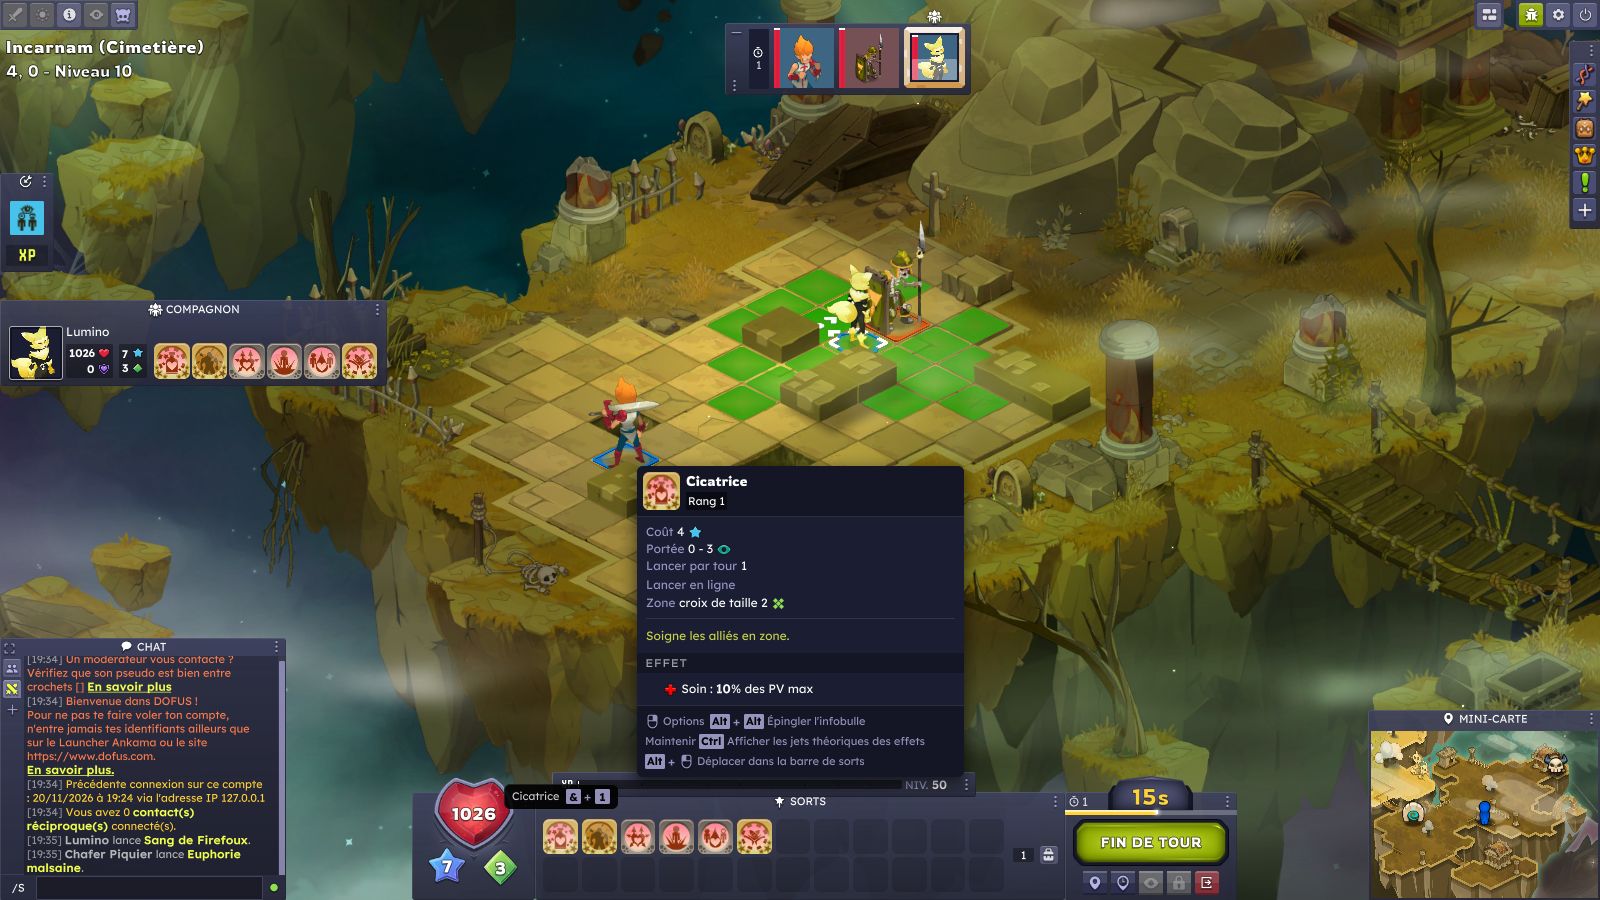 Incarnam (Cimetière)
4, 0 - Niveau 10
1
XP
COMPAGNON
Lumino
1026 7
0 3
Cicatrice
Rang 1
Coût 4
Portée 0 - 3
Lancer par tour 1
Lancer en ligne
Zone croix de taille 2
Soigne les alliés en zone.
EFFET
Soin : 10% des PV max
Options Alt + Alt Épingler l'infobulle
Maintenir Ctrl Afficher les jets théoriques des effets
Alt + Déplacer dans la barre de sorts
CHAT
[19:34] Un modérateur vous contacte ?
Vérifiez que son pseudo est bien entre
crochets [] En savoir plus
[19:34] Bienvenue dans DOFUS !
Pour ne pas te faire voler ton compte,
n'entre jamais tes identifiants ailleurs que
sur le Launcher Ankama ou le site
https://www.dofus.com.
En savoir plus.
[19:34] Précédente connexion sur ce compte
: 20/11/2026 à 19:24 via l'adresse IP 127.0.0.1
[19:34] Vous avez 0 contact(s)
réciproque(s) connecté(s).
[19:35] Lumino lance Sang de Firefoux.
[19:35] Chafer Piquier lance Euphorie
malsaine.
/S
NIV. 50
Cicatrice & + 1
1026
7 3
SORTS
1
1
15s
FIN DE TOUR
MINI-CARTE